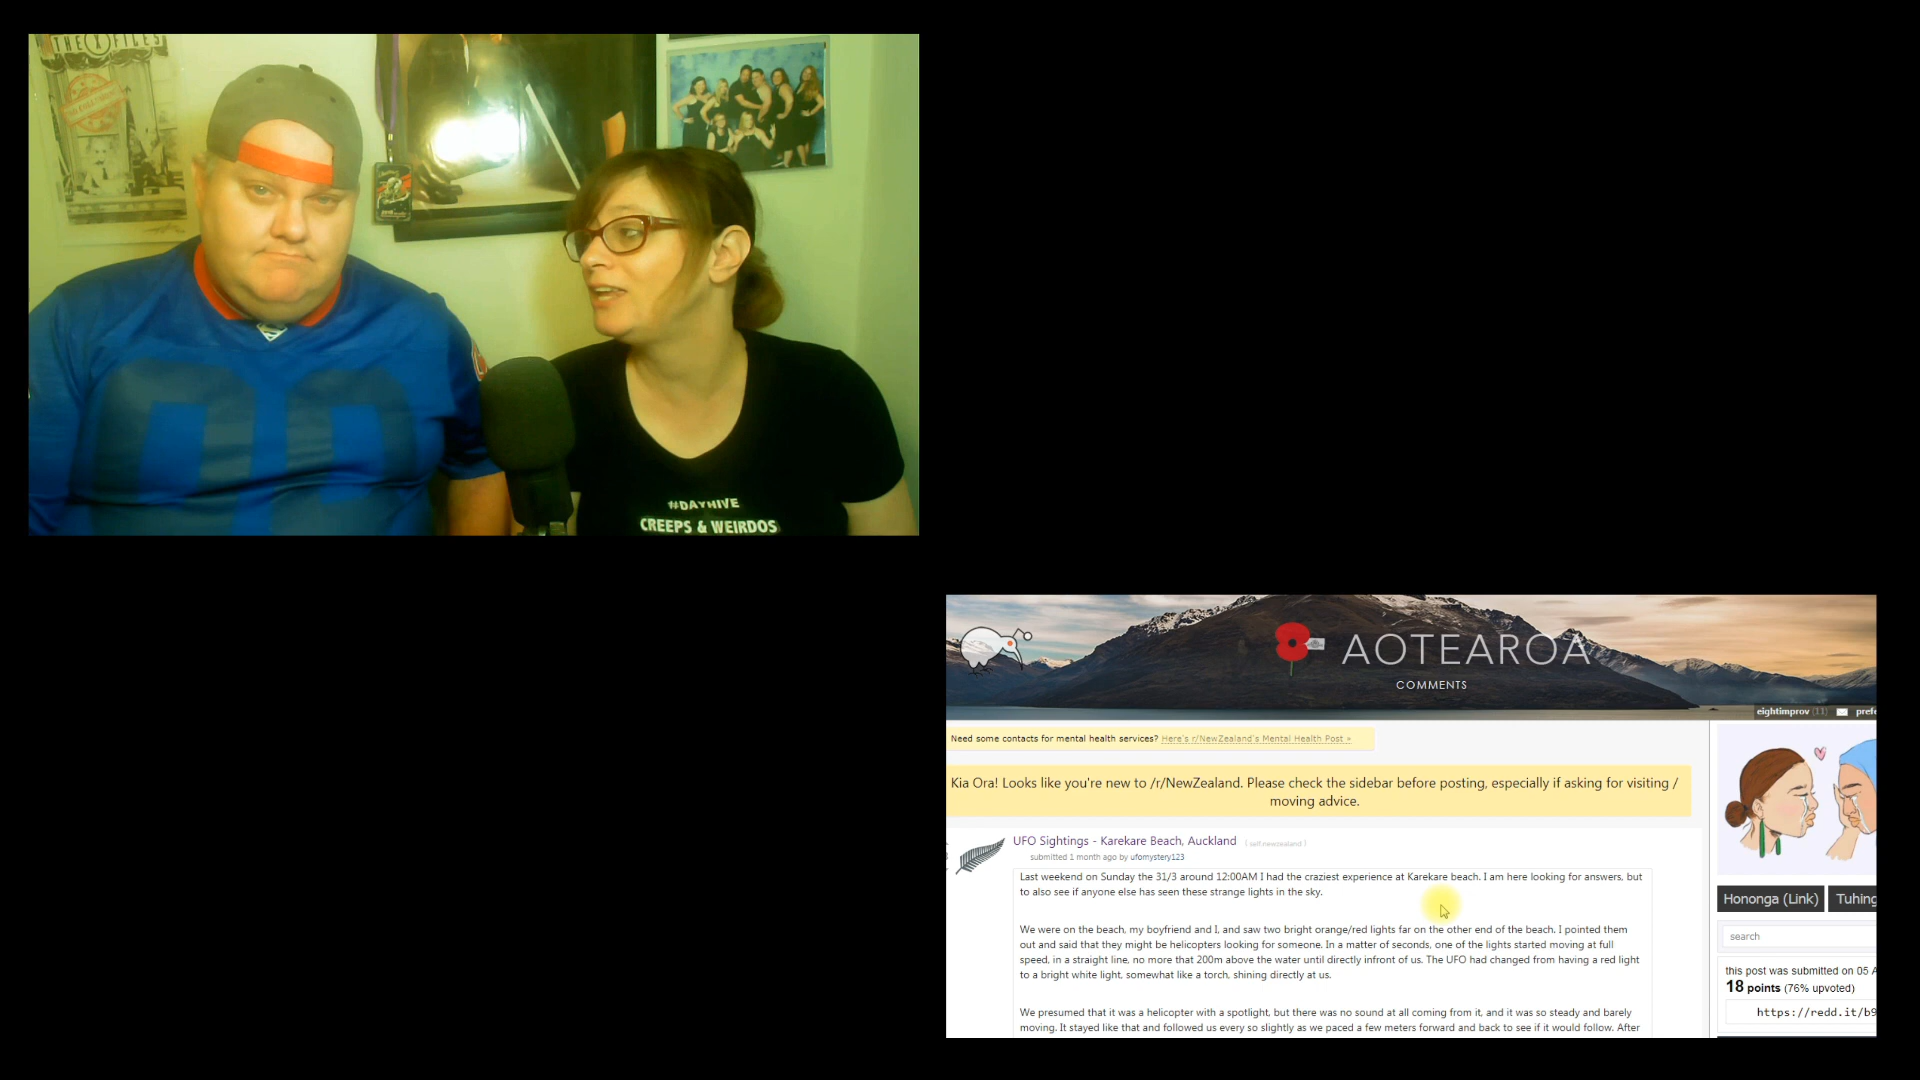 THE X FILES
#DAYHIVE
CREEPS & WEIRDOS
AOTEAROA
COMMENTS
eightimprov (11) prefe
Need some contacts for mental health services? Here's r/NewZealand's Mental Health Post »
Kia Ora! Looks like you're new to /r/NewZealand. Please check the sidebar before posting, especially if asking for visiting /
moving advice.
UFO Sightings - Karekare Beach, Auckland [ self.newzealand ]
submitted 1 month ago by ufomystery123
Last weekend on Sunday the 31/3 around 12:00AM I had the craziest experience at Karekare beach. I am here looking for answers, but
to also see if anyone else has seen these strange lights in the sky.
We were on the beach, my boyfriend and I, and saw two bright orange/red lights far on the other end of the beach. I pointed them
out and said that they might be helicopters looking for someone. In a matter of seconds, one of the lights started moving at full
speed, in a straight line, no more that 200m above the water until directly infront of us. The UFO had changed from having a red light
to a bright white light, somewhat like a torch, shining directly at us.
We presumed that it was a helicopter with a spotlight, but there was no sound at all coming from it, and it was so steady and barely
moving. It stayed like that and followed us every so slightly as we paced a few meters forward and back to see if it would follow. After
Hononga (Link) Tuhing
search
this post was submitted on 05 A
18 points (76% upvoted)
https://redd.it/b9